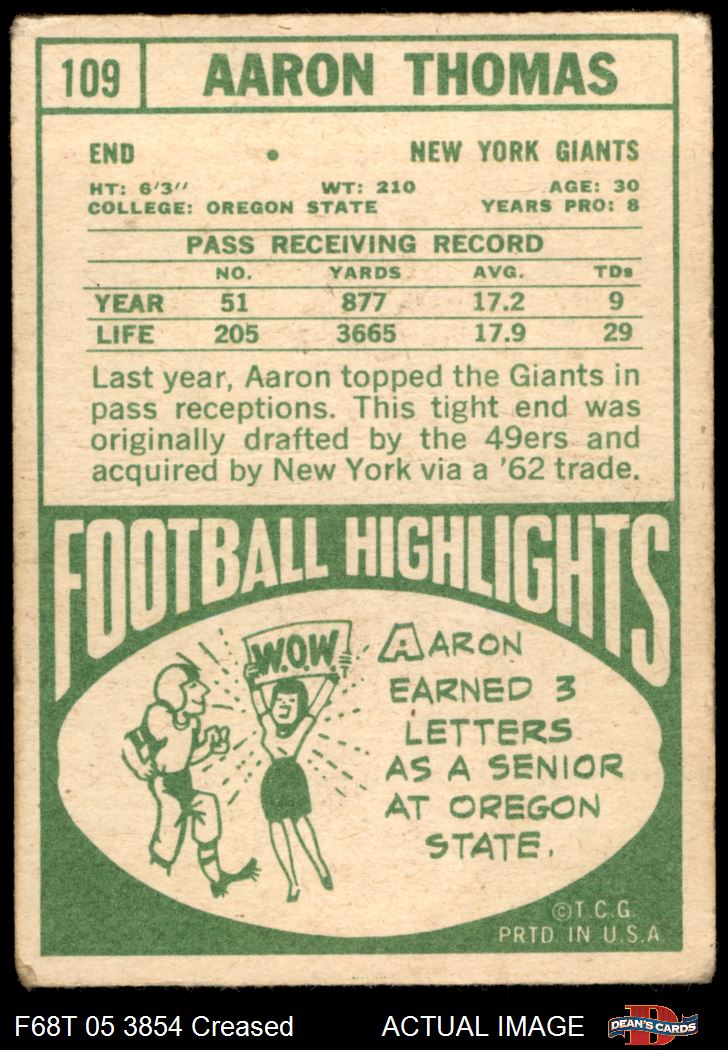 109 AARON THOMAS
END • NEW YORK GIANTS
HT: 6'3" WT: 210 AGE: 30
COLLEGE: OREGON STATE YEARS PRO: 8
PASS RECEIVING RECORD
NO. YARDS AVG. TDs
YEAR 51 877 17.2 9
LIFE 205 3665 17.9 29
Last year, Aaron topped the Giants in
pass receptions. This tight end was
originally drafted by the 49ers and
acquired by New York via a '62 trade.
FOOTBALL HIGHLIGHTS
W.O.W.
AARON
EARNED 3
LETTERS
AS A SENIOR
AT OREGON
STATE.
©T.C.G.
PRTD. IN U.S.A.
F68T 05 3854 Creased ACTUAL IMAGE D DEAN'S CARDS